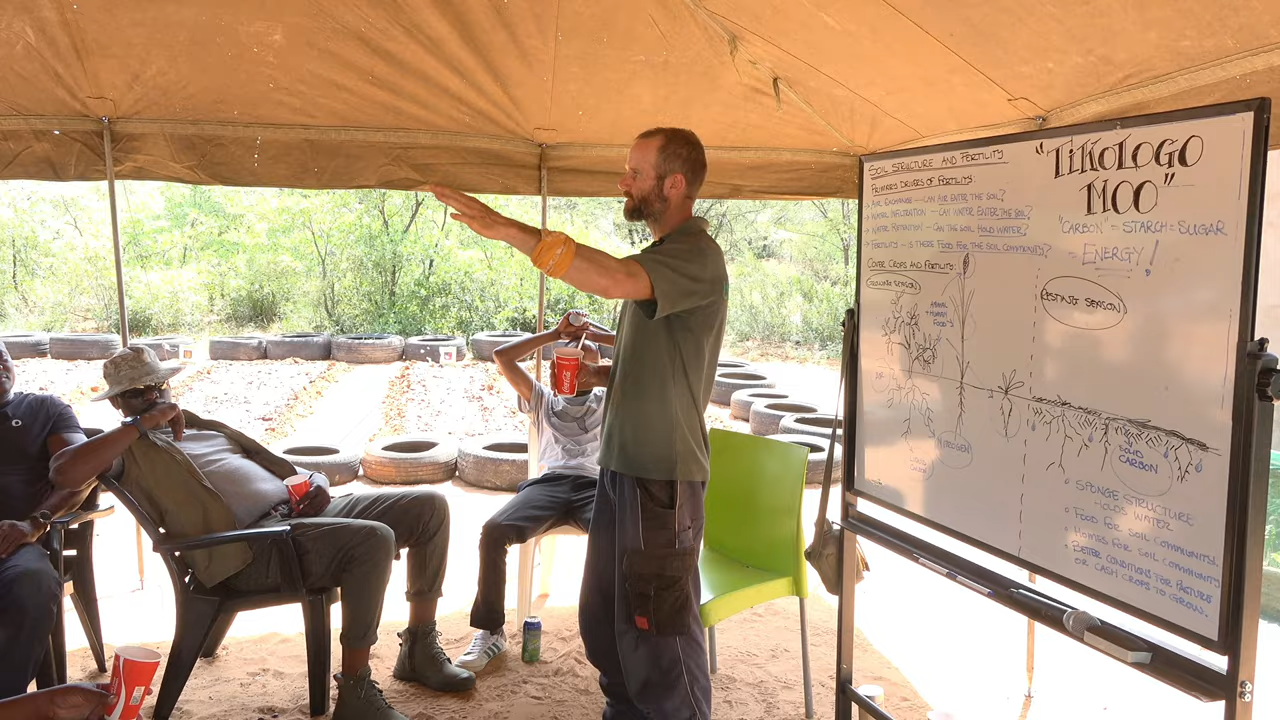 SOIL STRUCTURE AND FERTILITY
PRIMARY DRIVERS OF FERTILITY:
→ AIR EXCHANGE — CAN AIR ENTER THE SOIL?
→ WATER INFILTRATION — CAN WATER ENTER THE SOIL?
→ WATER RETENTION — CAN THE SOIL HOLD WATER?
→ FERTILITY — IS THERE FOOD FOR THE SOIL COMMUNITY?
COVER CROPS AND FERTILITY:
GROWING SEASON
ANIMAL
+ HUMAN
FOOD
NITROGEN
"TIKOLOGO
MOO"
"CARBON" = STARCH = SUGAR
ENERGY!
RESTING SEASON
SOLID
CARBON
• SPONGE STRUCTURE
HOLDS WATER
• FOOD FOR SOIL COMMUNITY
• HOMES FOR SOIL COMMUNITY
• BETTER CONDITIONS FOR PASTURE
OR CASH CROPS TO GROW.
Coca-Cola